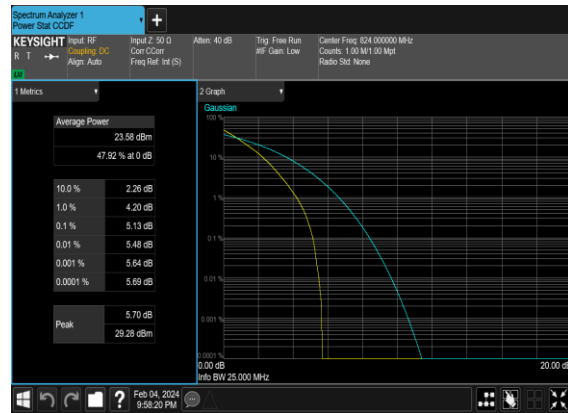 Spectrum Analyzer 1
Power Stat CCDF
+
KEYSIGHT
R T
LXI
Input: RF
Coupling: DC
Align: Auto
Input Z: 50 Ω
Corr CCorr
Freq Ref: Int (S)
Atten: 40 dB
Trig: Free Run
#IF Gain: Low
Center Freq: 824.000000 MHz
Counts: 1.00 M/1.00 Mpt
Radio Std: None
1 Metrics
Average Power
23.58 dBm
47.92 % at 0 dB
10.0 % 2.26 dB
1.0 % 4.20 dB
0.1 % 5.13 dB
0.01 % 5.48 dB
0.001 % 5.64 dB
0.0001 % 5.69 dB
Peak
5.70 dB
29.28 dBm
2 Graph
Gaussian
100 %
10 %
1 %
0.1 %
0.01 %
0.001 %
0.0001 %
0.00 dB 20.00 dB
Info BW 25.000 MHz
?
Feb 04, 2024
9:58:20 PM